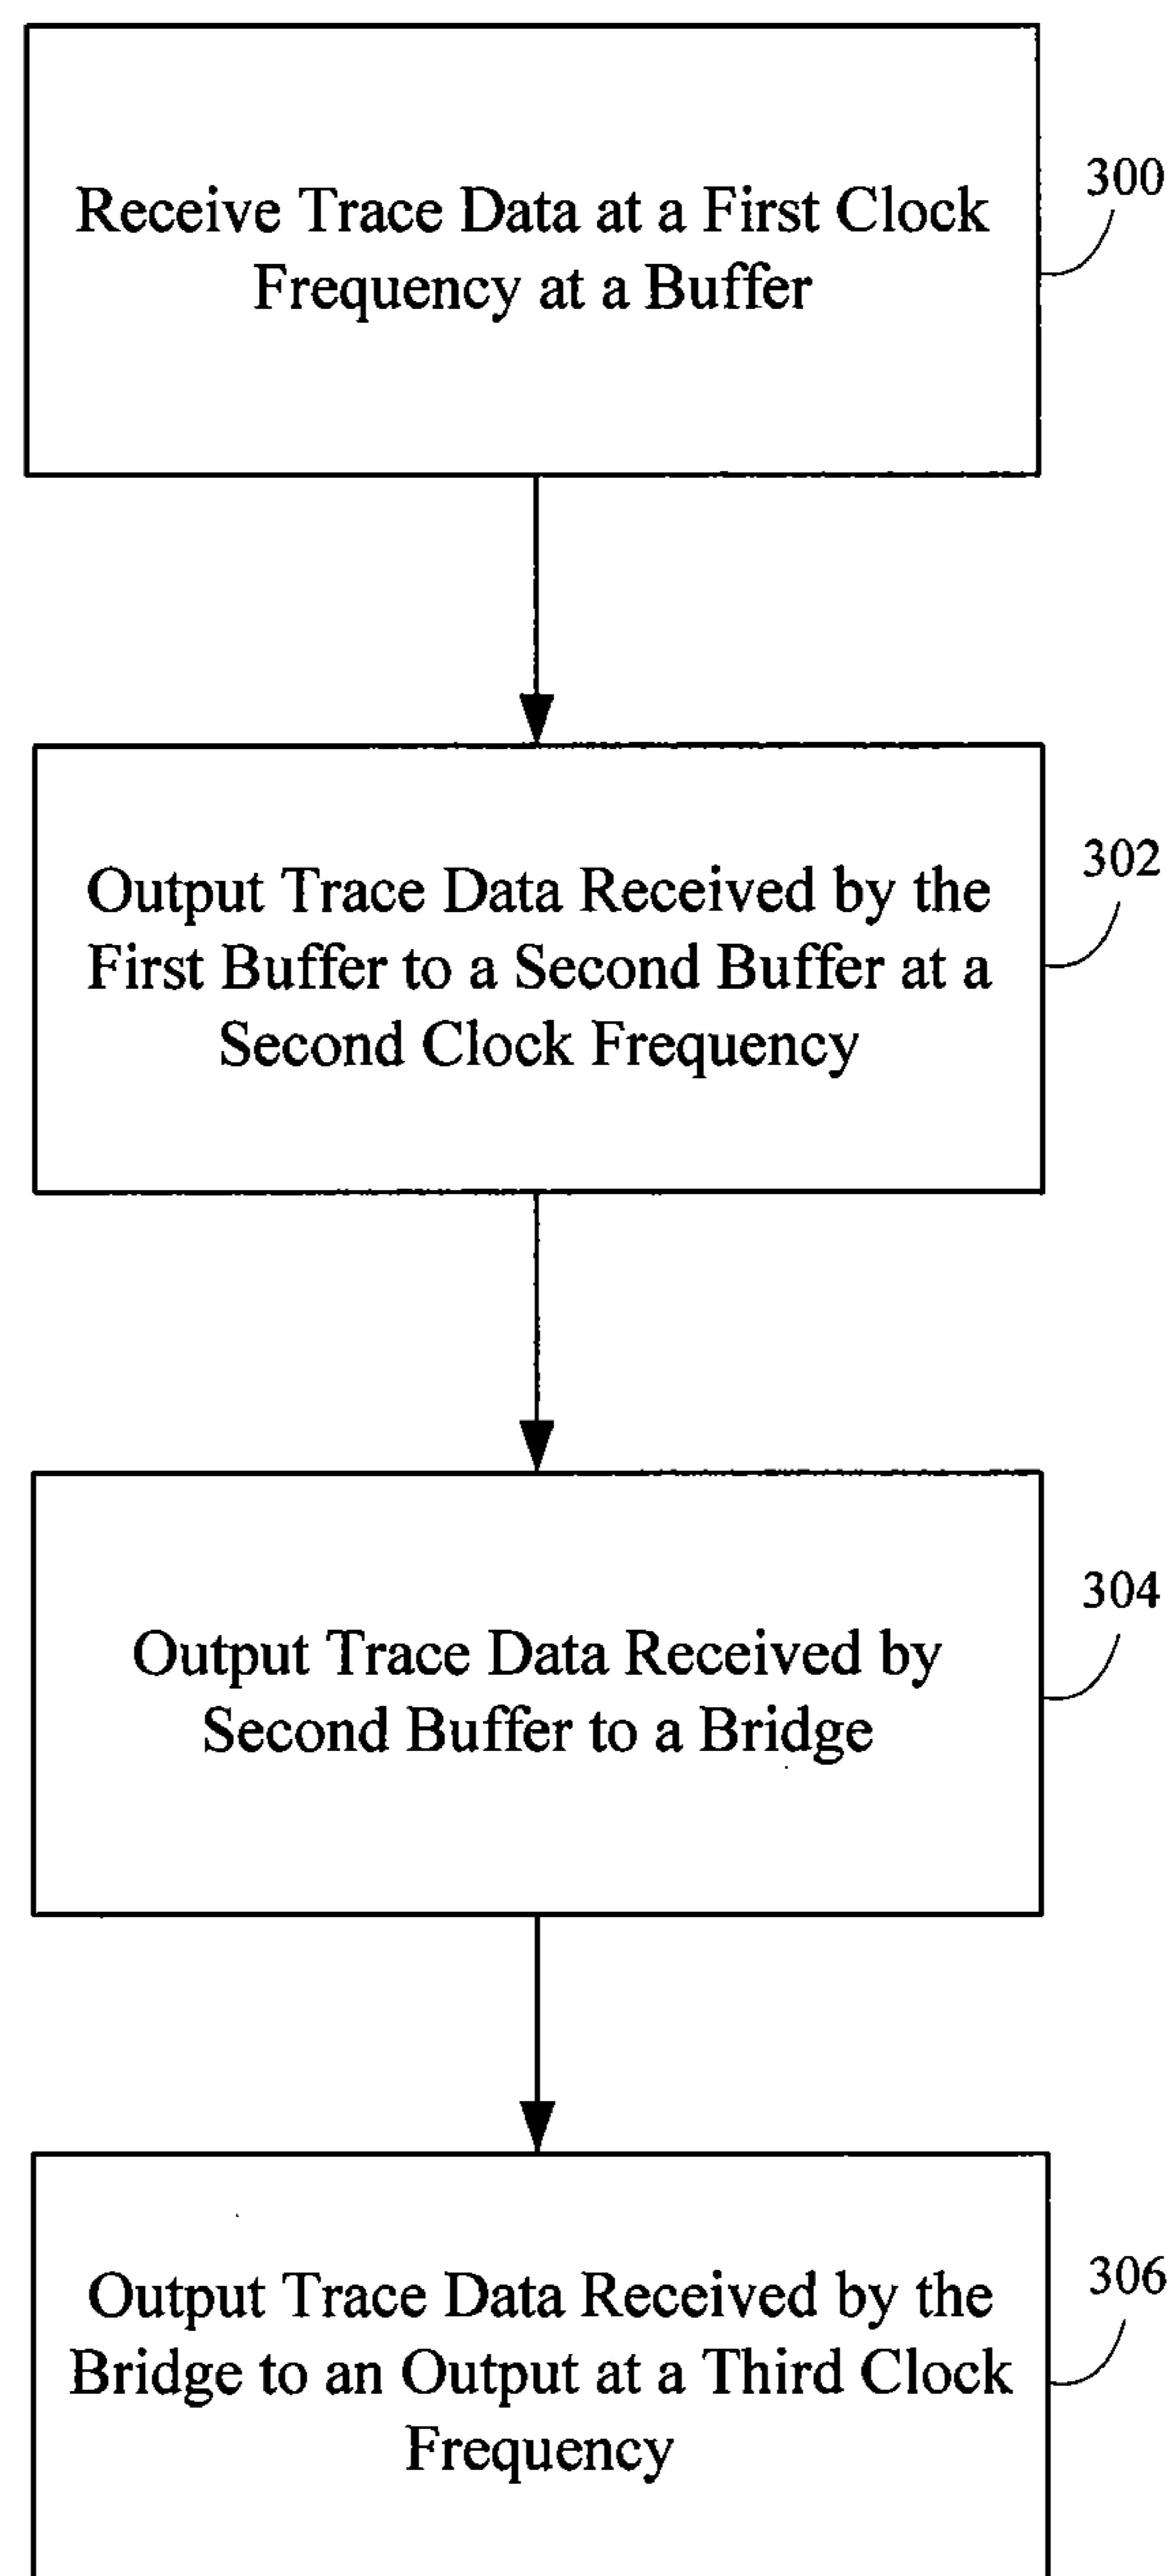 Receive Trace Data at a First Clock
Frequency at a Buffer
300
Output Trace Data Received by the
First Buffer to a Second Buffer at a
Second Clock Frequency
302
Output Trace Data Received by
Second Buffer to a Bridge
304
Output Trace Data Received by the
Bridge to an Output at a Third Clock
Frequency
306